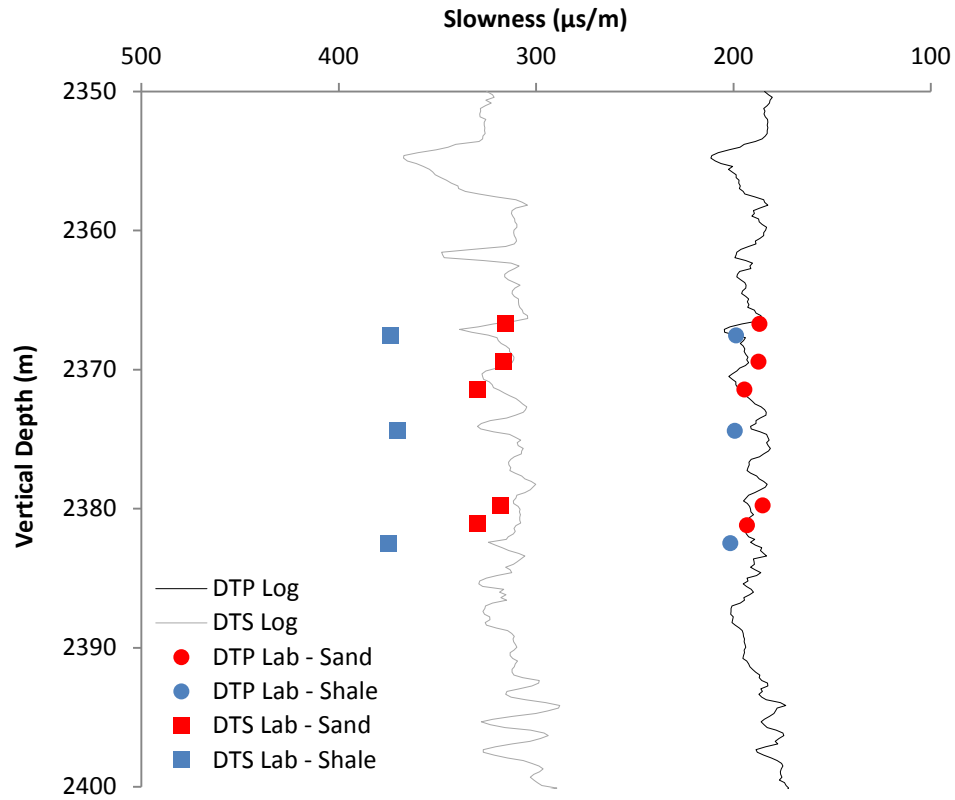 Slowness (µs/m)
500 400 300 200 100
2350
2360
2370
2380
2390
2400
Vertical Depth (m)
DTP Log
DTS Log
DTP Lab - Sand
DTP Lab - Shale
DTS Lab - Sand
DTS Lab - Shale